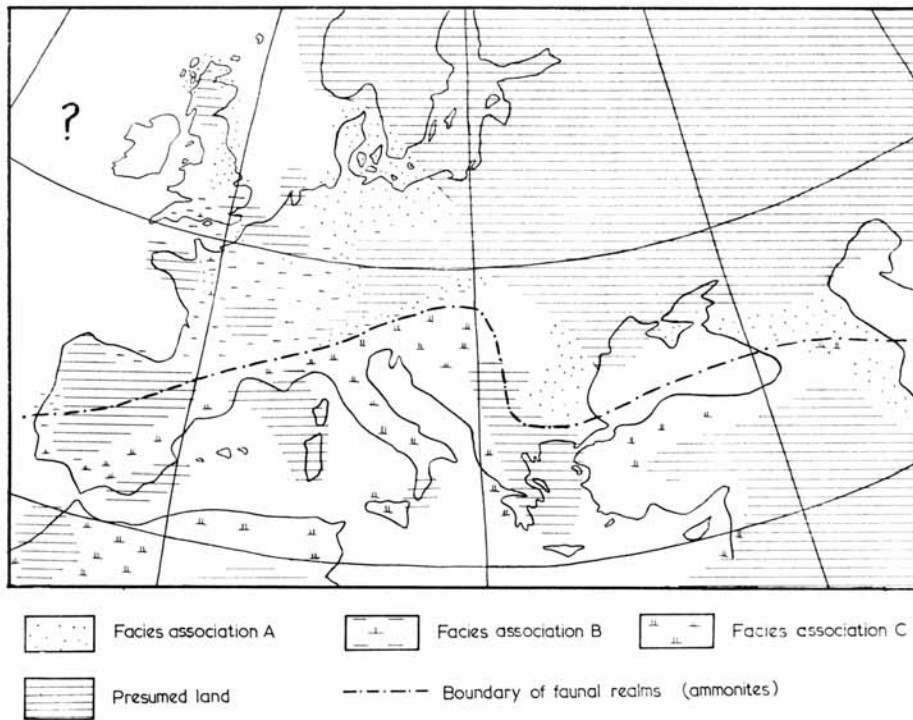 ?
Facies association A
Facies association B
Facies association C
Presumed land
Boundary of faunal realms (ammonites)